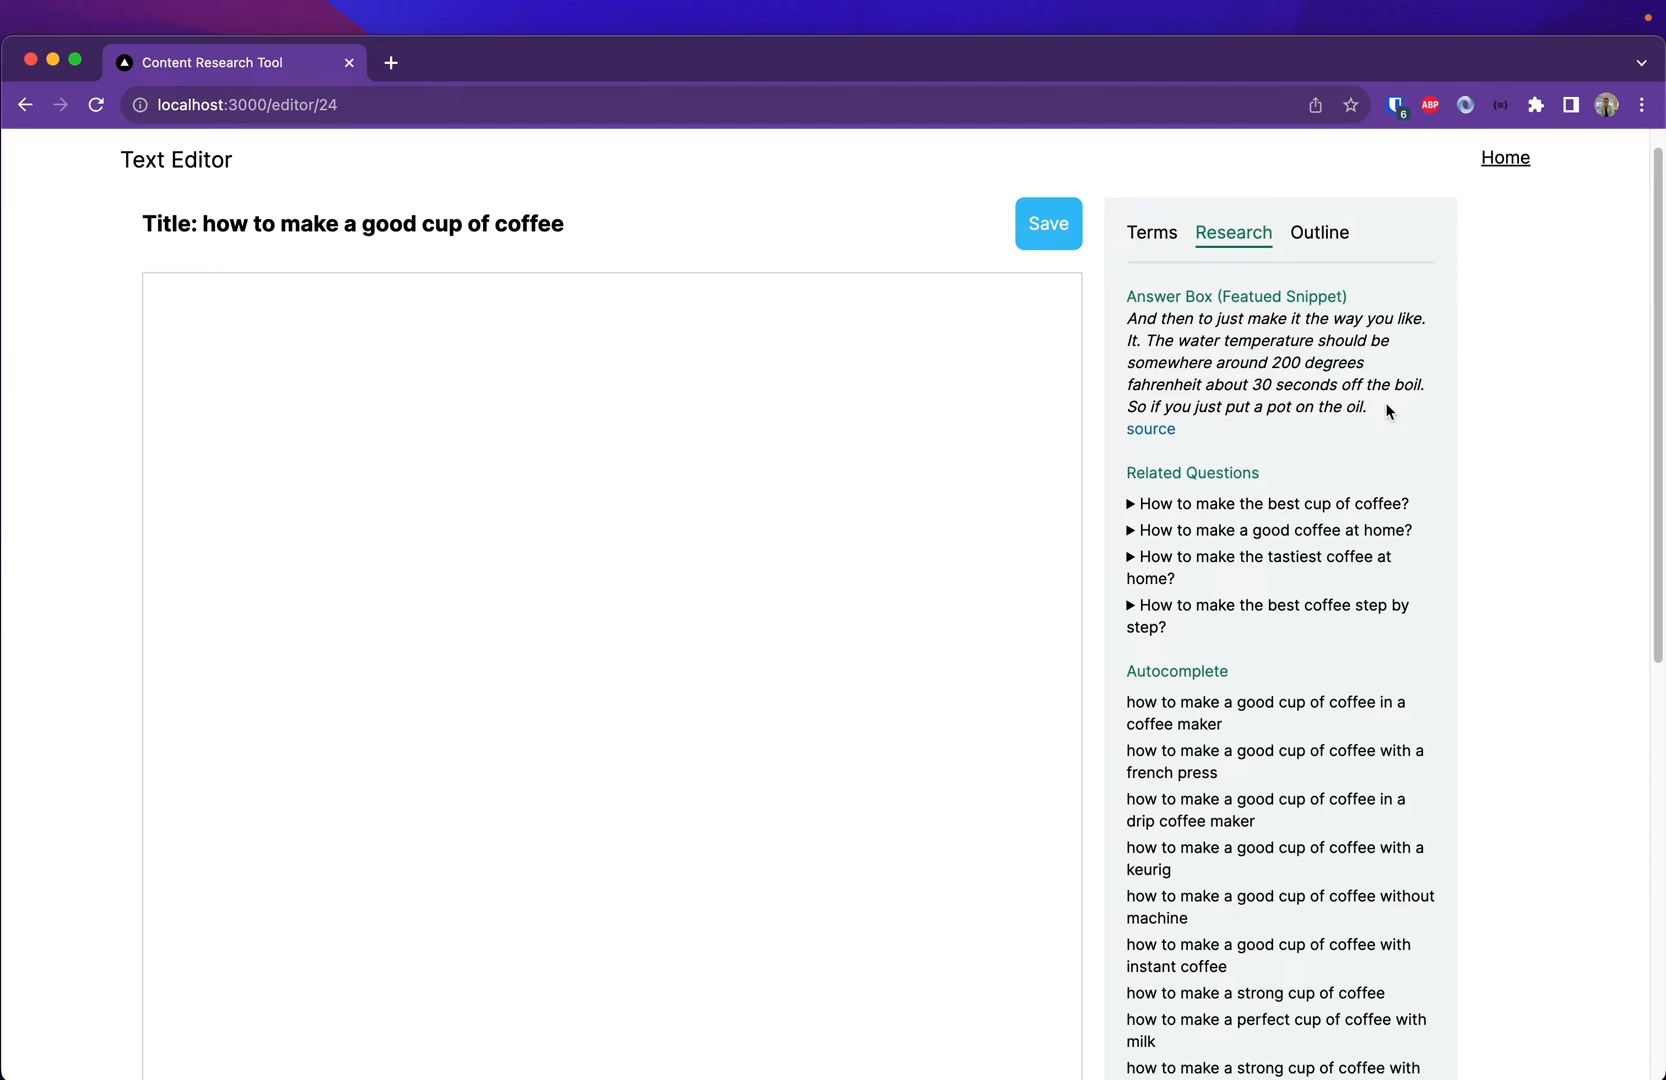 Content Research Tool
localhost:3000/editor/24
6
ABP
Text Editor
Home
Title: how to make a good cup of coffee
Save
Terms Research Outline
Answer Box (Featued Snippet)
And then to just make it the way you like.
It. The water temperature should be
somewhere around 200 degrees
fahrenheit about 30 seconds off the boil.
So if you just put a pot on the oil.
source
Related Questions
How to make the best cup of coffee?
How to make a good coffee at home?
How to make the tastiest coffee at
home?
How to make the best coffee step by
step?
Autocomplete
how to make a good cup of coffee in a
coffee maker
how to make a good cup of coffee with a
french press
how to make a good cup of coffee in a
drip coffee maker
how to make a good cup of coffee with a
keurig
how to make a good cup of coffee without
machine
how to make a good cup of coffee with
instant coffee
how to make a strong cup of coffee
how to make a perfect cup of coffee with
milk
how to make a strong cup of coffee with